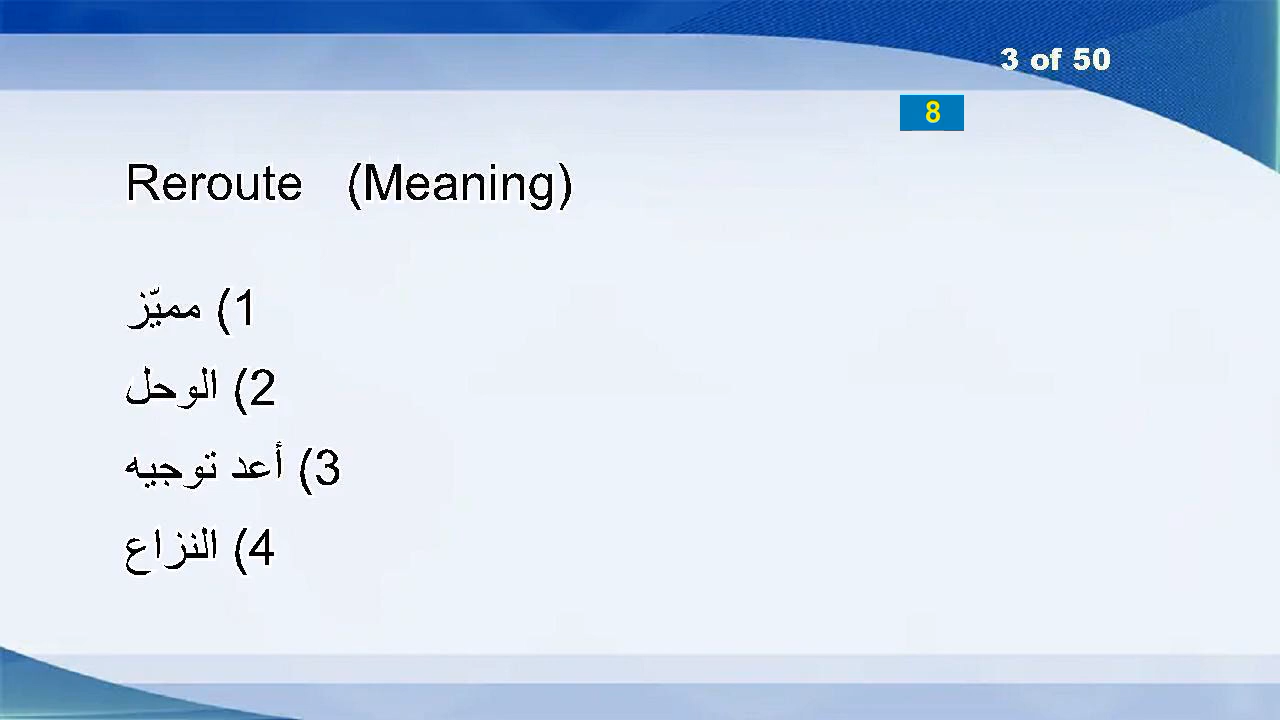 3 of 50
8
Reroute (Meaning)
1) مميّز
2) الوحل
3) أعد توجيه
4) النزاع